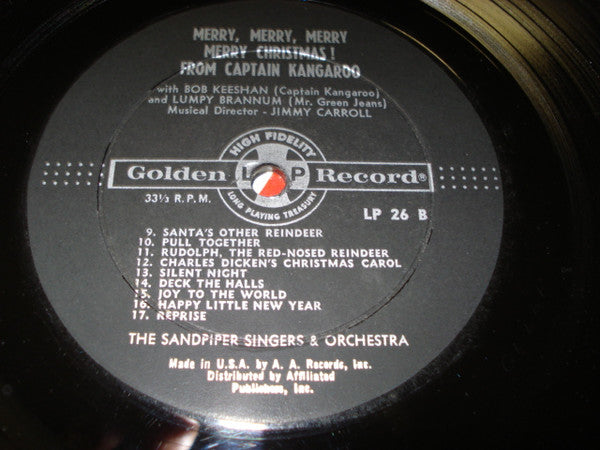 MERRY, MERRY, MERRY
MERRY CHRISTMAS!
FROM CAPTAIN KANGAROO
with BOB KEESHAN (Captain Kangaroo)
and LUMPY BRANNUM (Mr. Green Jeans)
Musical Director - JIMMY CARROLL
HIGH FIDELITY
Golden LP Record®
LONG PLAYING TREASURY
33⅓ R.P.M.
LP 26 B
9. SANTA'S OTHER REINDEER
10. PULL TOGETHER
11. RUDOLPH, THE RED-NOSED REINDEER
12. CHARLES DICKEN'S CHRISTMAS CAROL
13. SILENT NIGHT
14. DECK THE HALLS
15. JOY TO THE WORLD
16. HAPPY LITTLE NEW YEAR
17. REPRISE
THE SANDPIPER SINGERS & ORCHESTRA
Made in U.S.A. by A. A. Records, Inc.
Distributed by Affiliated
Publishers, Inc.